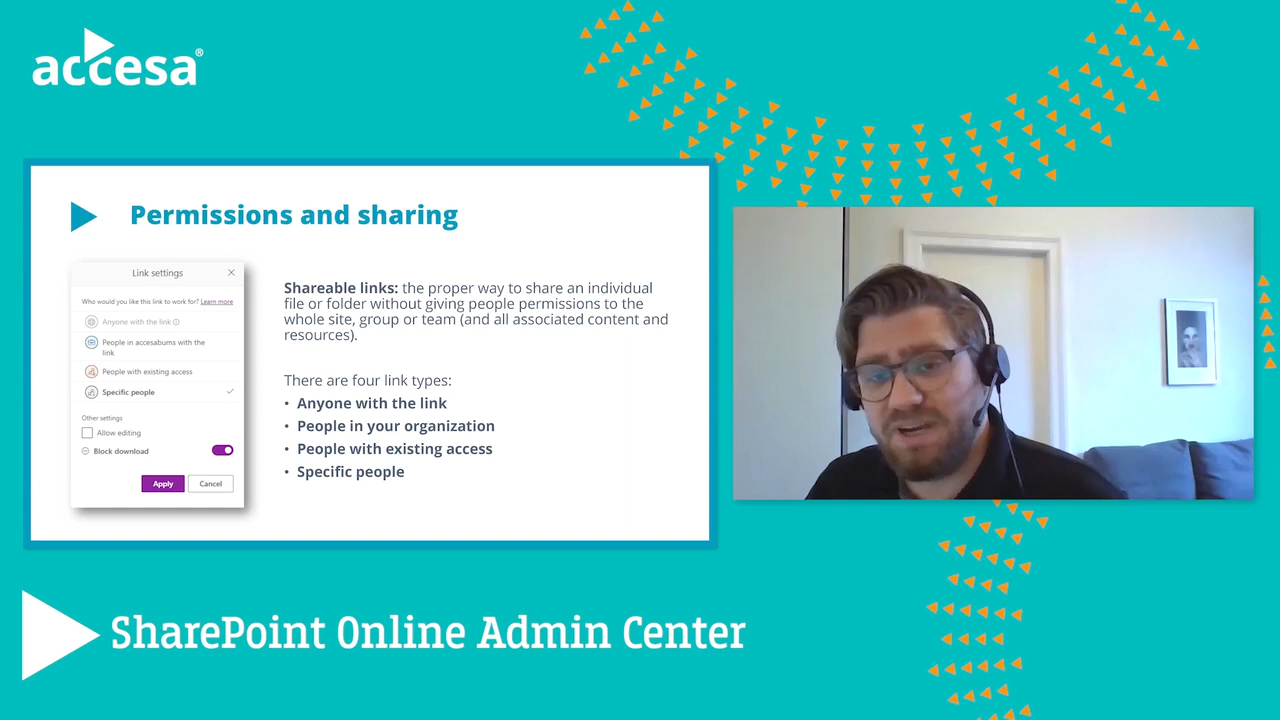 accesa®
Permissions and sharing
Link settings
Who would you like this link to work for? Learn more
Anyone with the link
People in accesabums with the
link
People with existing access
Specific people
Other settings
Allow editing
Block download
Apply Cancel
Shareable links: the proper way to share an individual
file or folder without giving people permissions to the
whole site, group or team (and all associated content and
resources).
There are four link types:
• Anyone with the link
• People in your organization
• People with existing access
• Specific people
SharePoint Online Admin Center